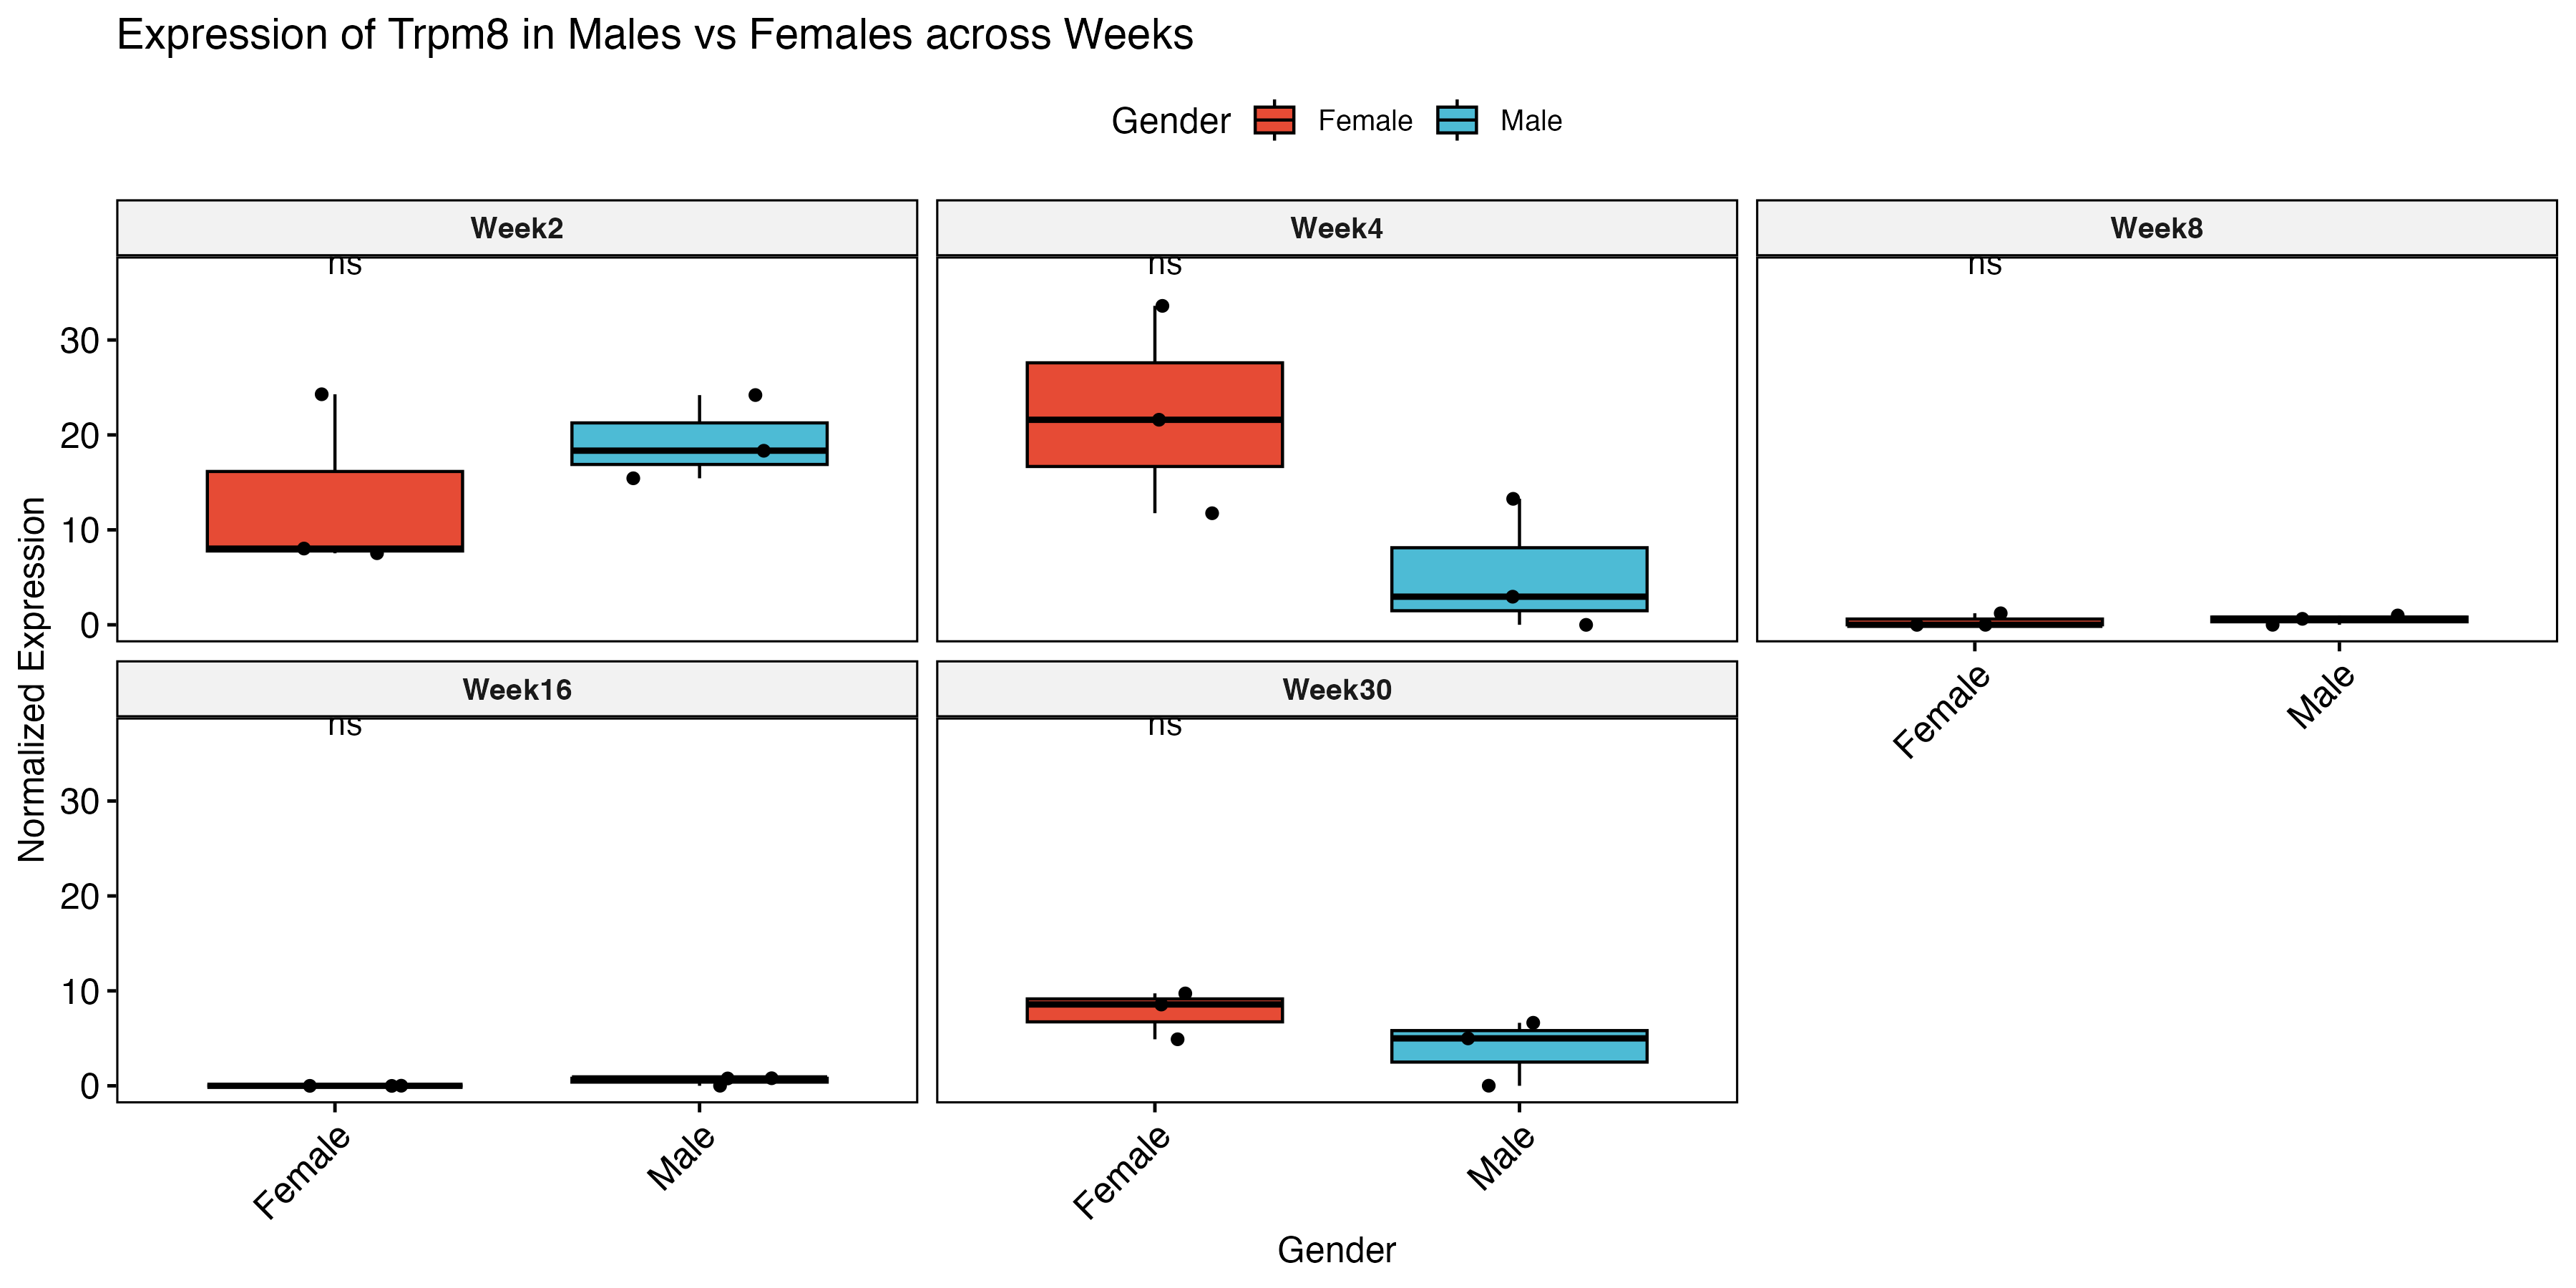 Expression of Trpm8 in Males vs Females across Weeks
Gender Female Male
Week2 Week4 Week8
ns ns ns
30
20
10
0
Normalized Expression
Female Male
Week16 Week30
ns ns
30
20
10
0
Female Male Female Male
Gender